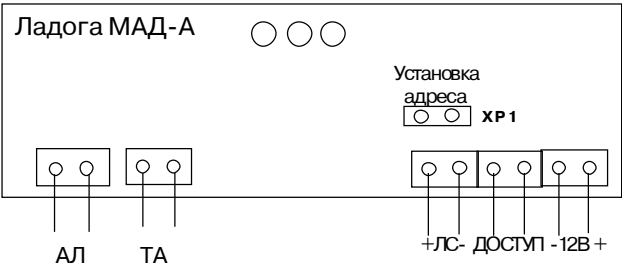 Ладога МАД-А
Установка
адреса
XP1
АЛ
ТА
+ЛС- ДОСТУП -12В +